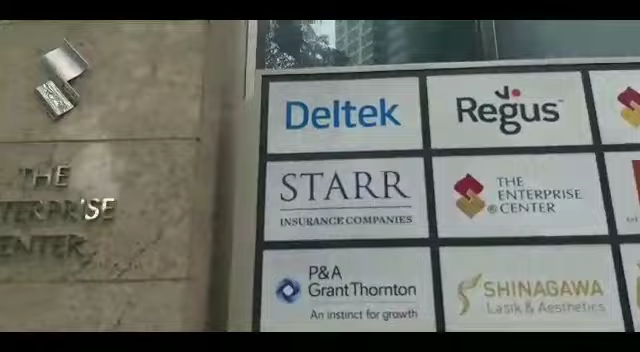 THE
ENTERPRISE
CENTER
Deltek
Regus
STARR
INSURANCE COMPANIES
THE
ENTERPRISE
CENTER
P&A
GrantThornton
An instinct for growth
SHINAGAWA
Lasik & Aesthetics